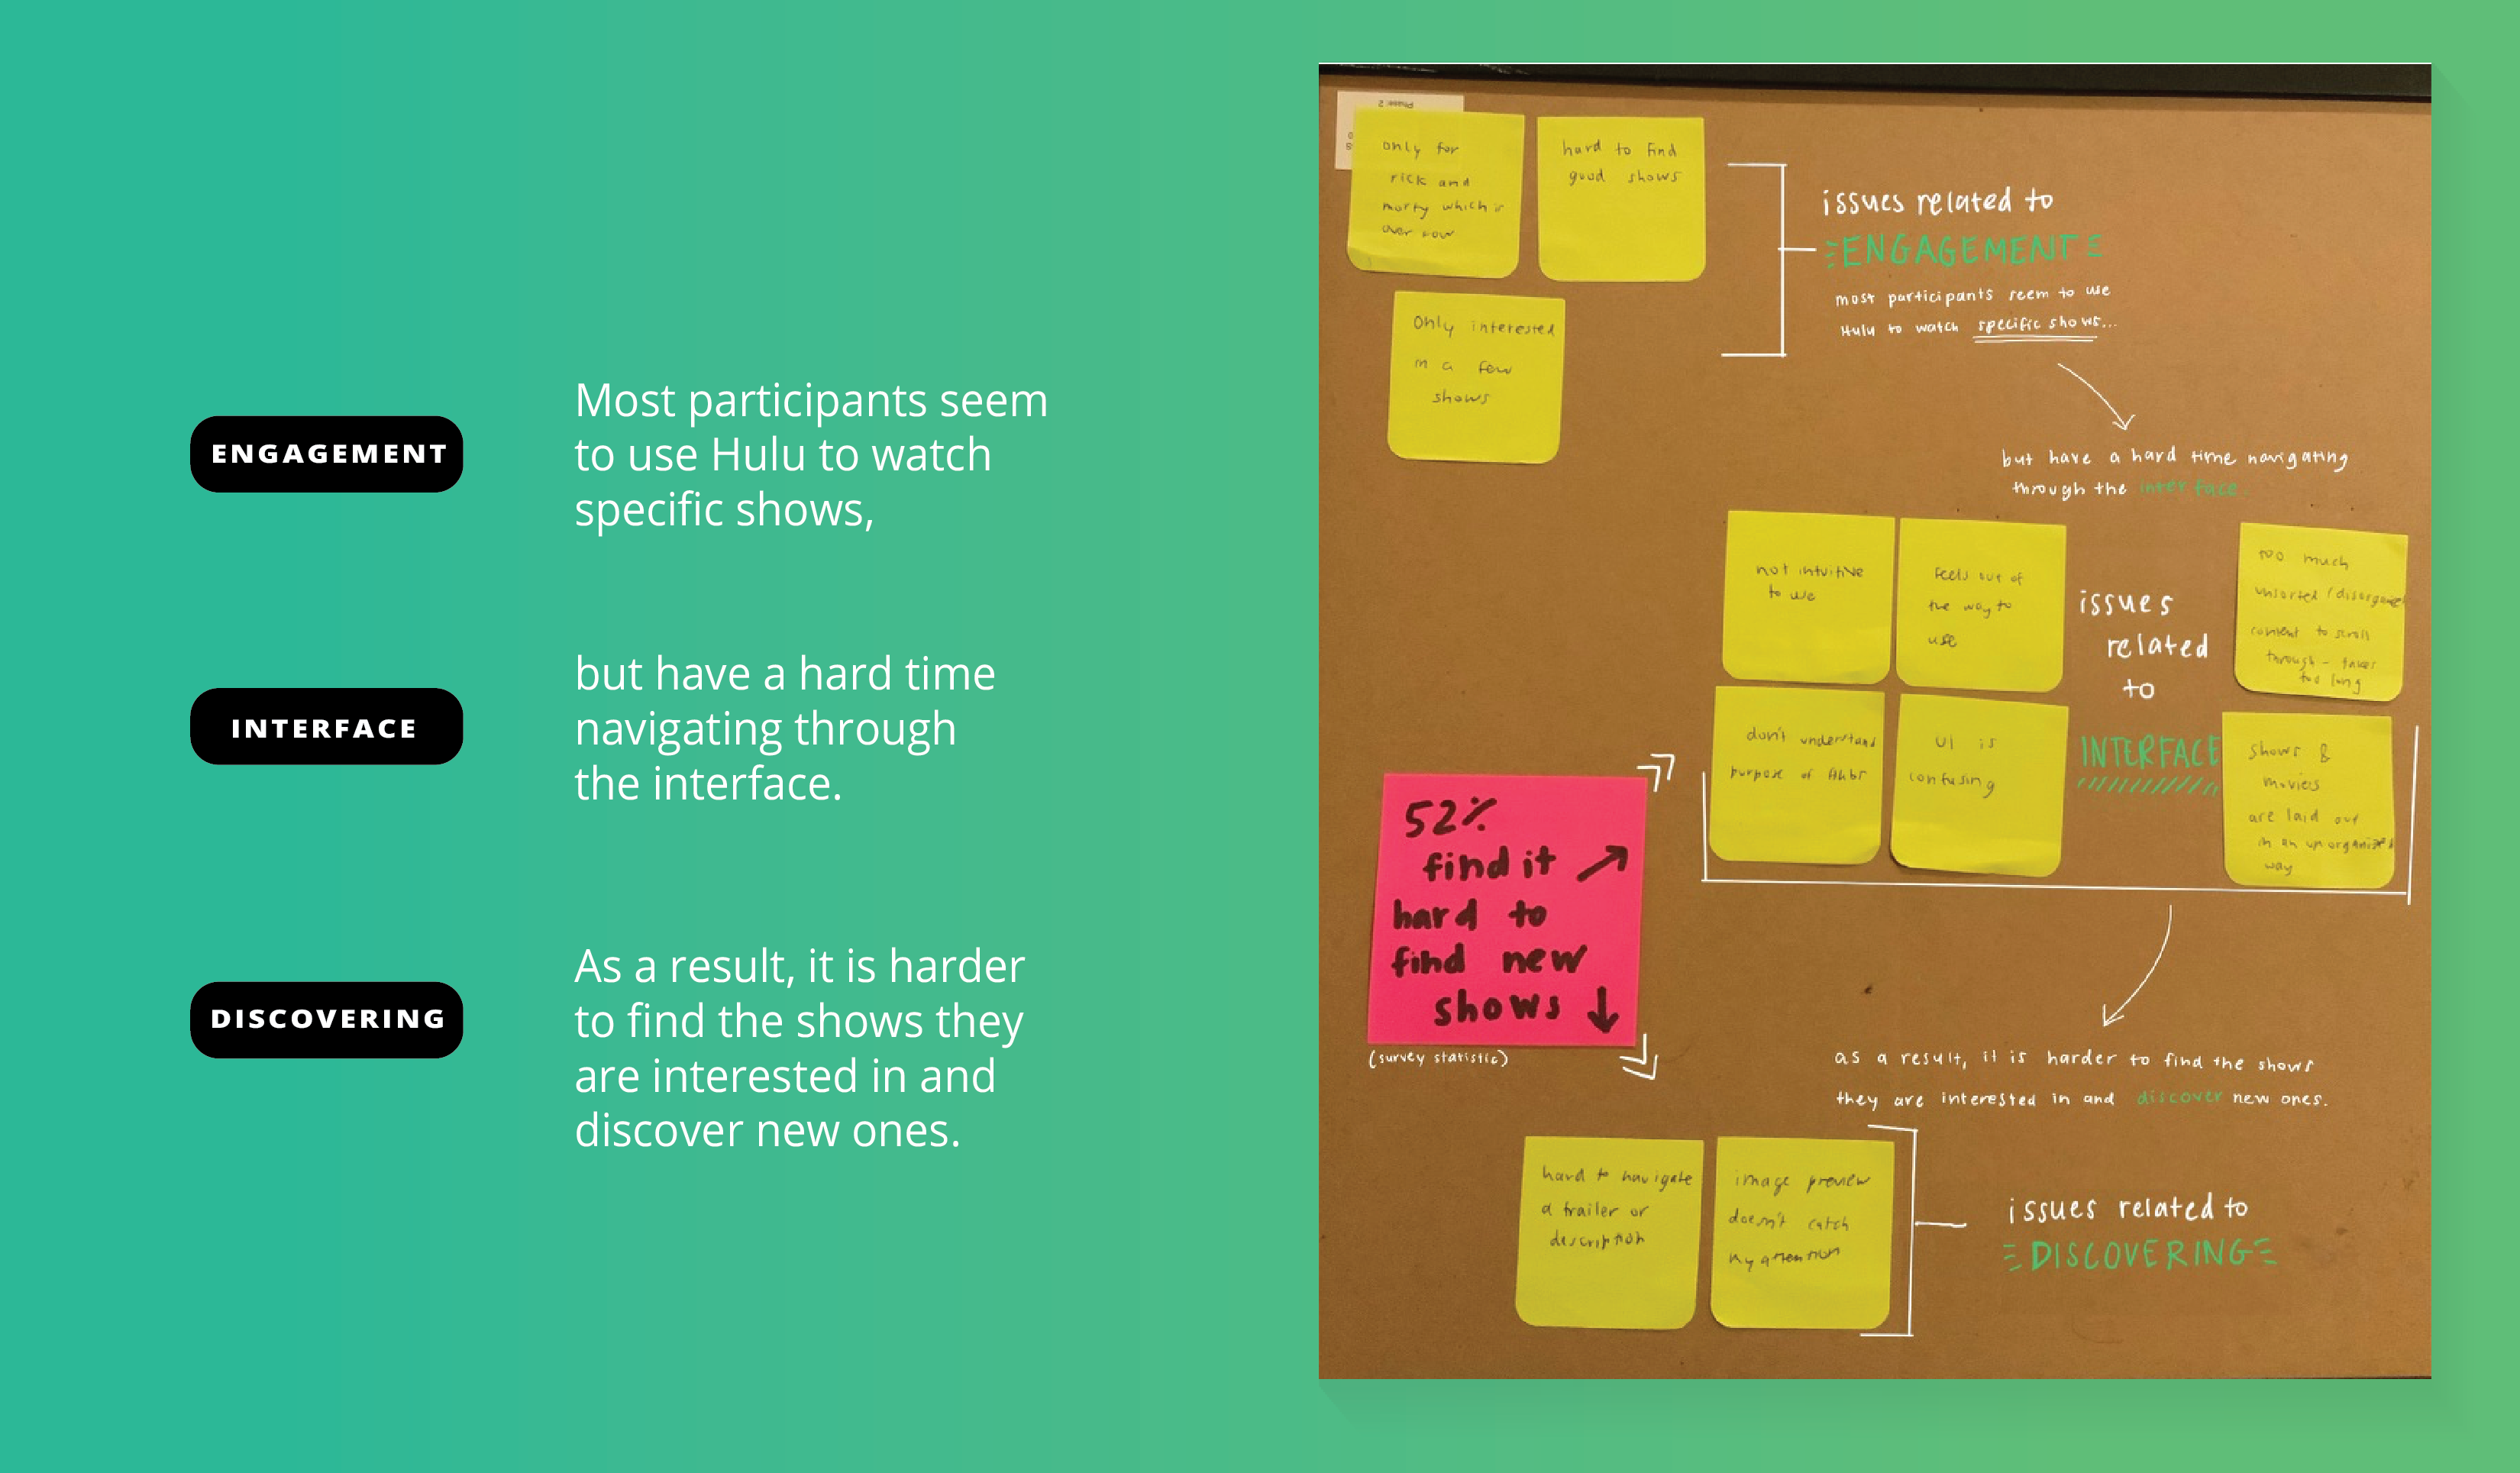 ENGAGEMENT
Most participants seem
to use Hulu to watch
specific shows,
INTERFACE
but have a hard time
navigating through
the interface.
DISCOVERING
As a result, it is harder
to find the shows they
are interested in and
discover new ones.
Phase: 2
only for
rick and
morty which is
over now
hard to find
good shows
only interested
in a few
shows
issues related to
ENGAGEMENT
most participants seem to use
Hulu to watch specific shows...
but have a hard time navigating
through the interface.
not intuitive
to use
feels out of
the way to
use
don't understand
purpose of
UI is
confusing
issues
related
to
INTERFACE
too much
unsorted/disorganized
content to scroll
through - takes
too long
shows &
movies
are laid out
in an unorganized
way
52%
find it
hard to
find new
shows
(survey statistic)
as a result, it is harder to find the shows
they are interested in and discover new ones.
hard to navigate
a trailer or
description
image preview
doesn't catch
my attention
issues related to
DISCOVERING